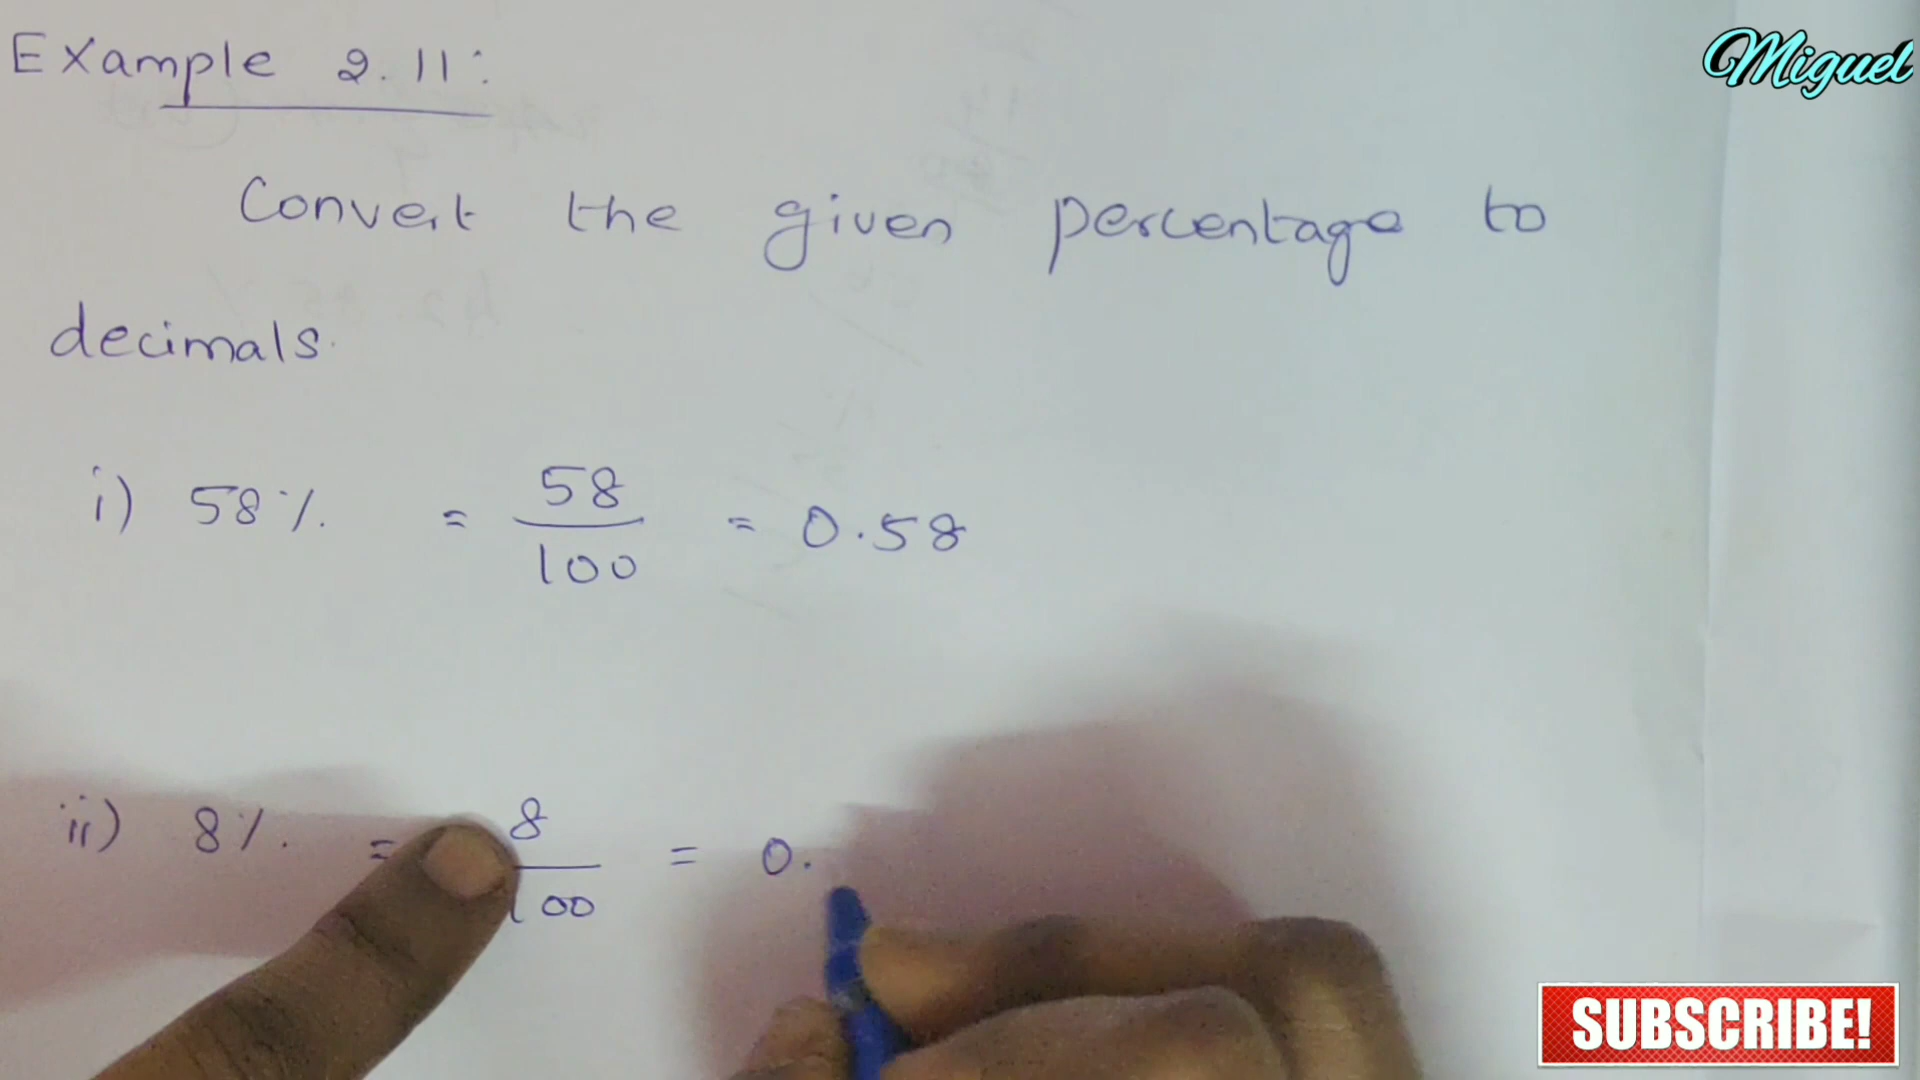 Example 2.11:
Miguel
Convert the given percentage to
decimals.
i) 58% = 58/100 = 0.58
ii) 8% = 8/100 = 0.
SUBSCRIBE!